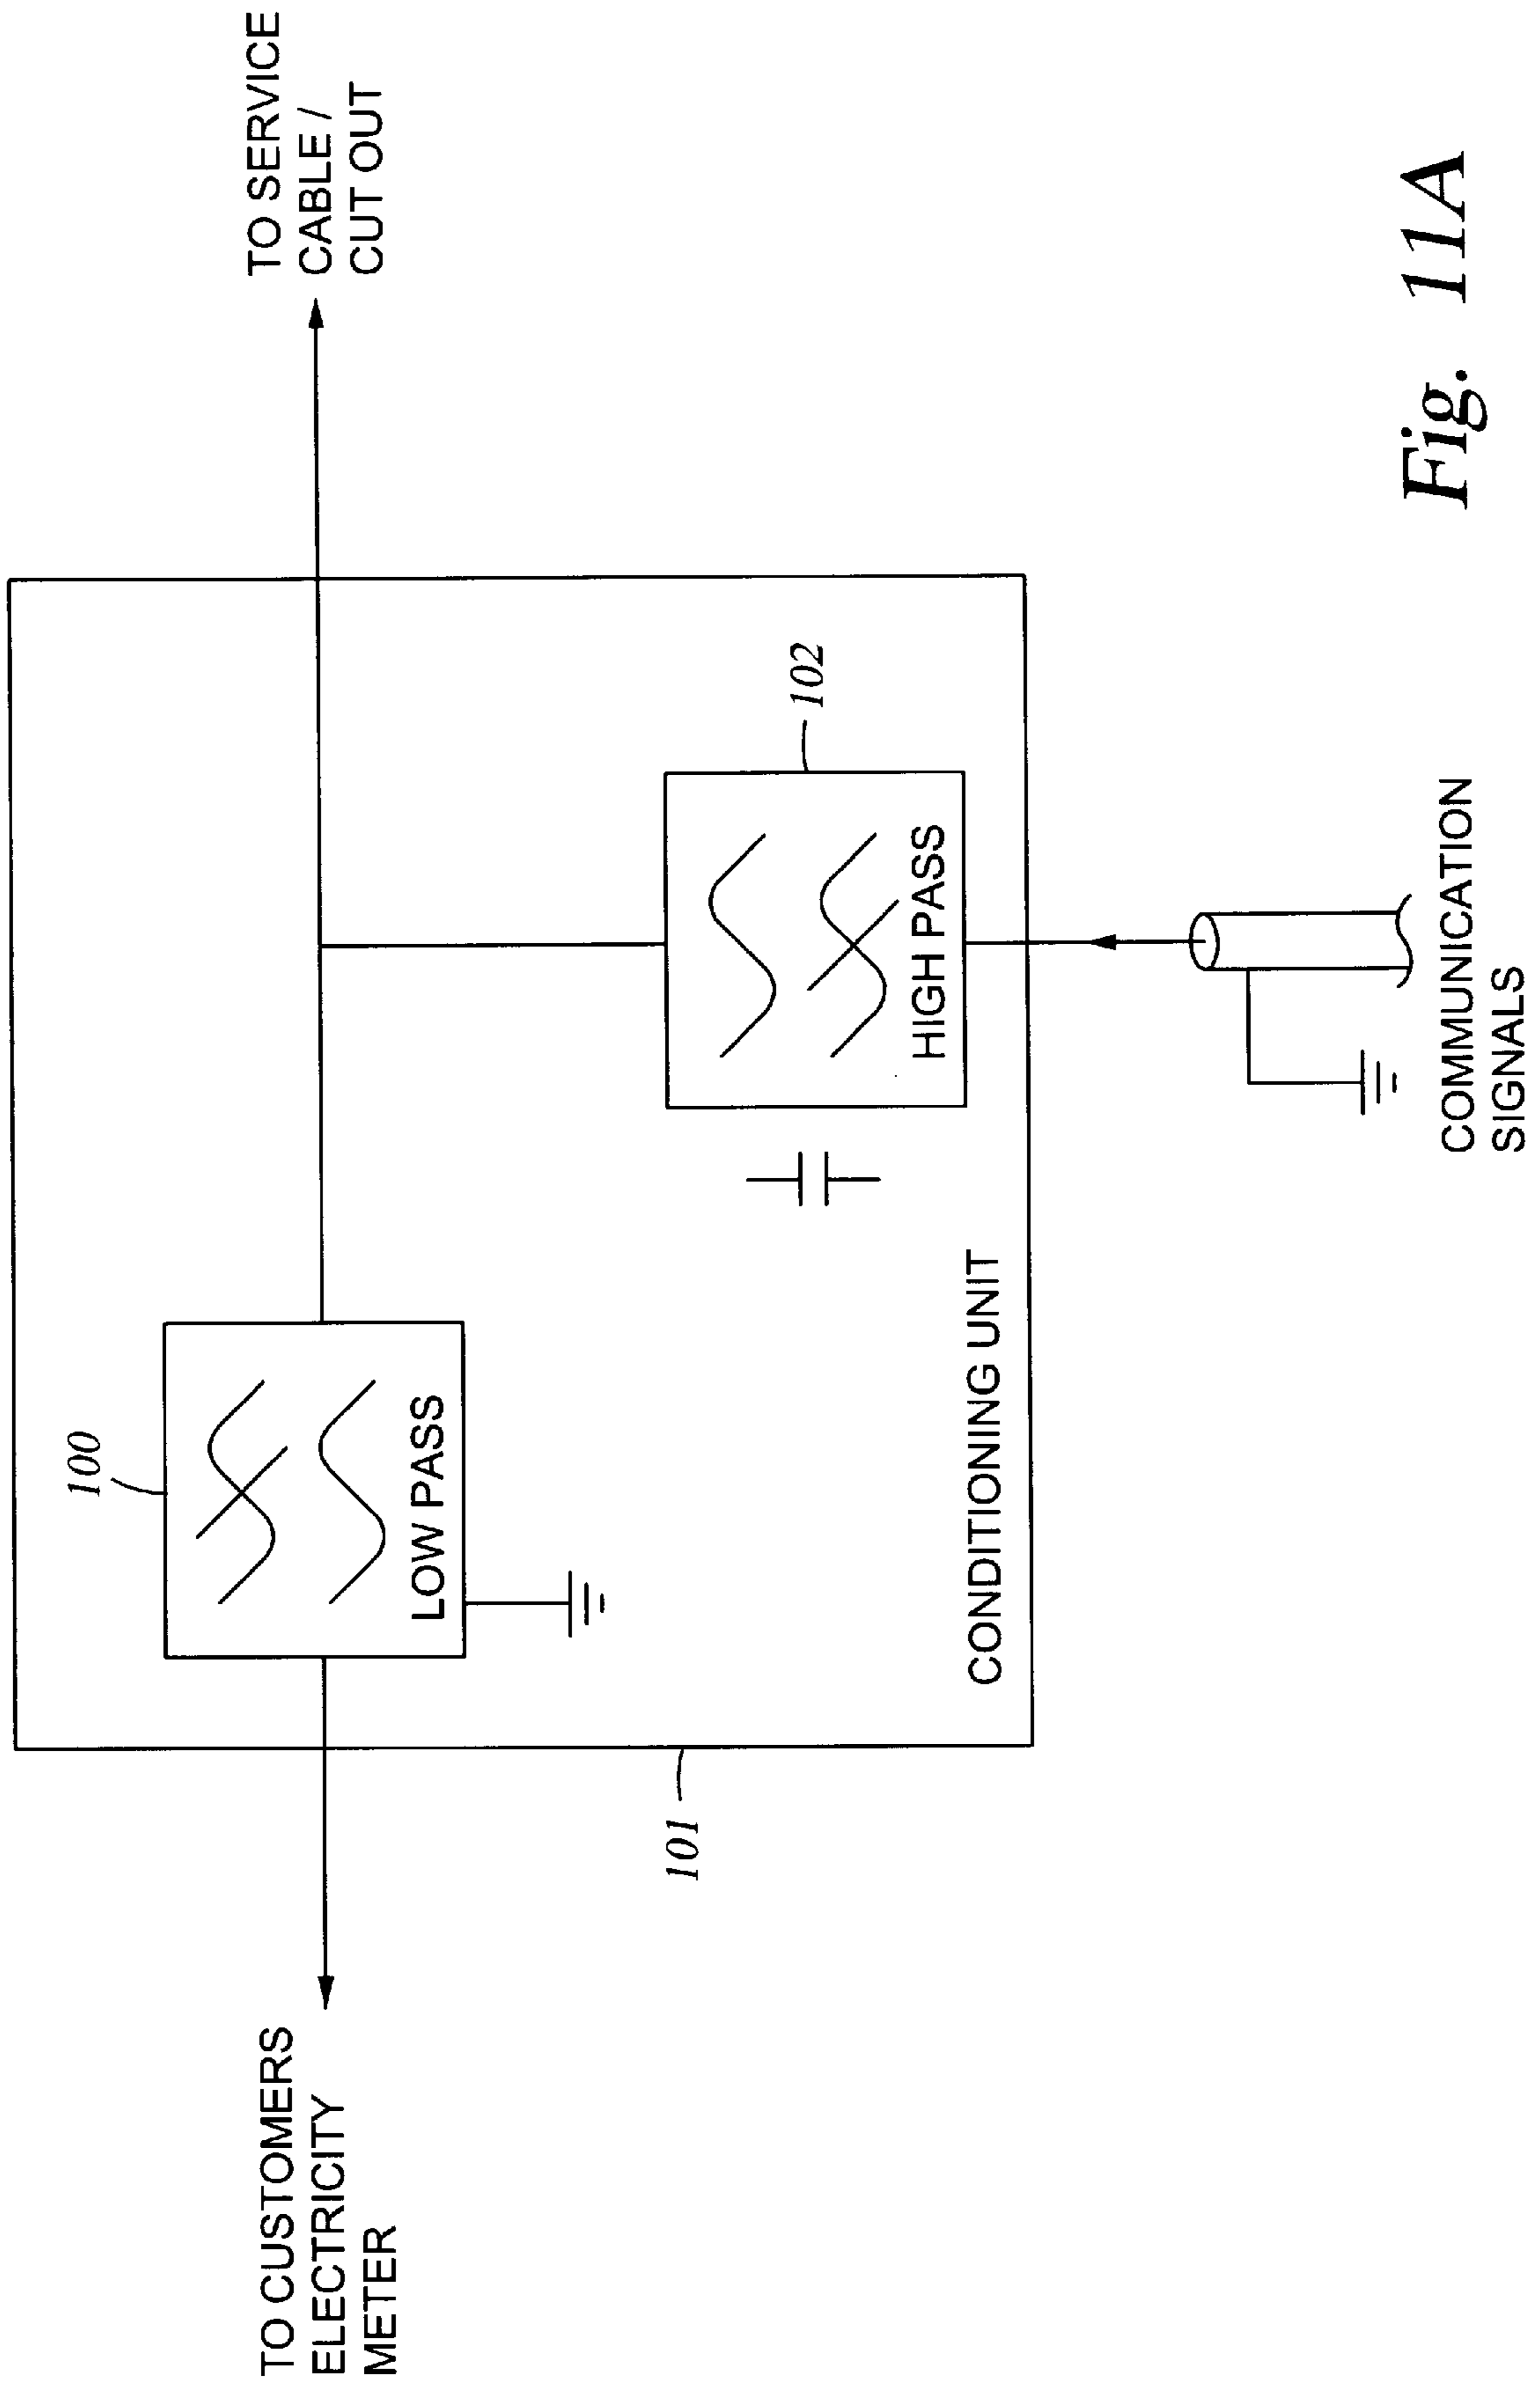 100
LOW PASS
TO CUSTOMERS
ELECTRICITY
METER
TO SERVICE
CABLE /
CUT OUT
102
HIGH PASS
101
CONDITIONING UNIT
COMMUNICATION
SIGNALS
Fig. 11A